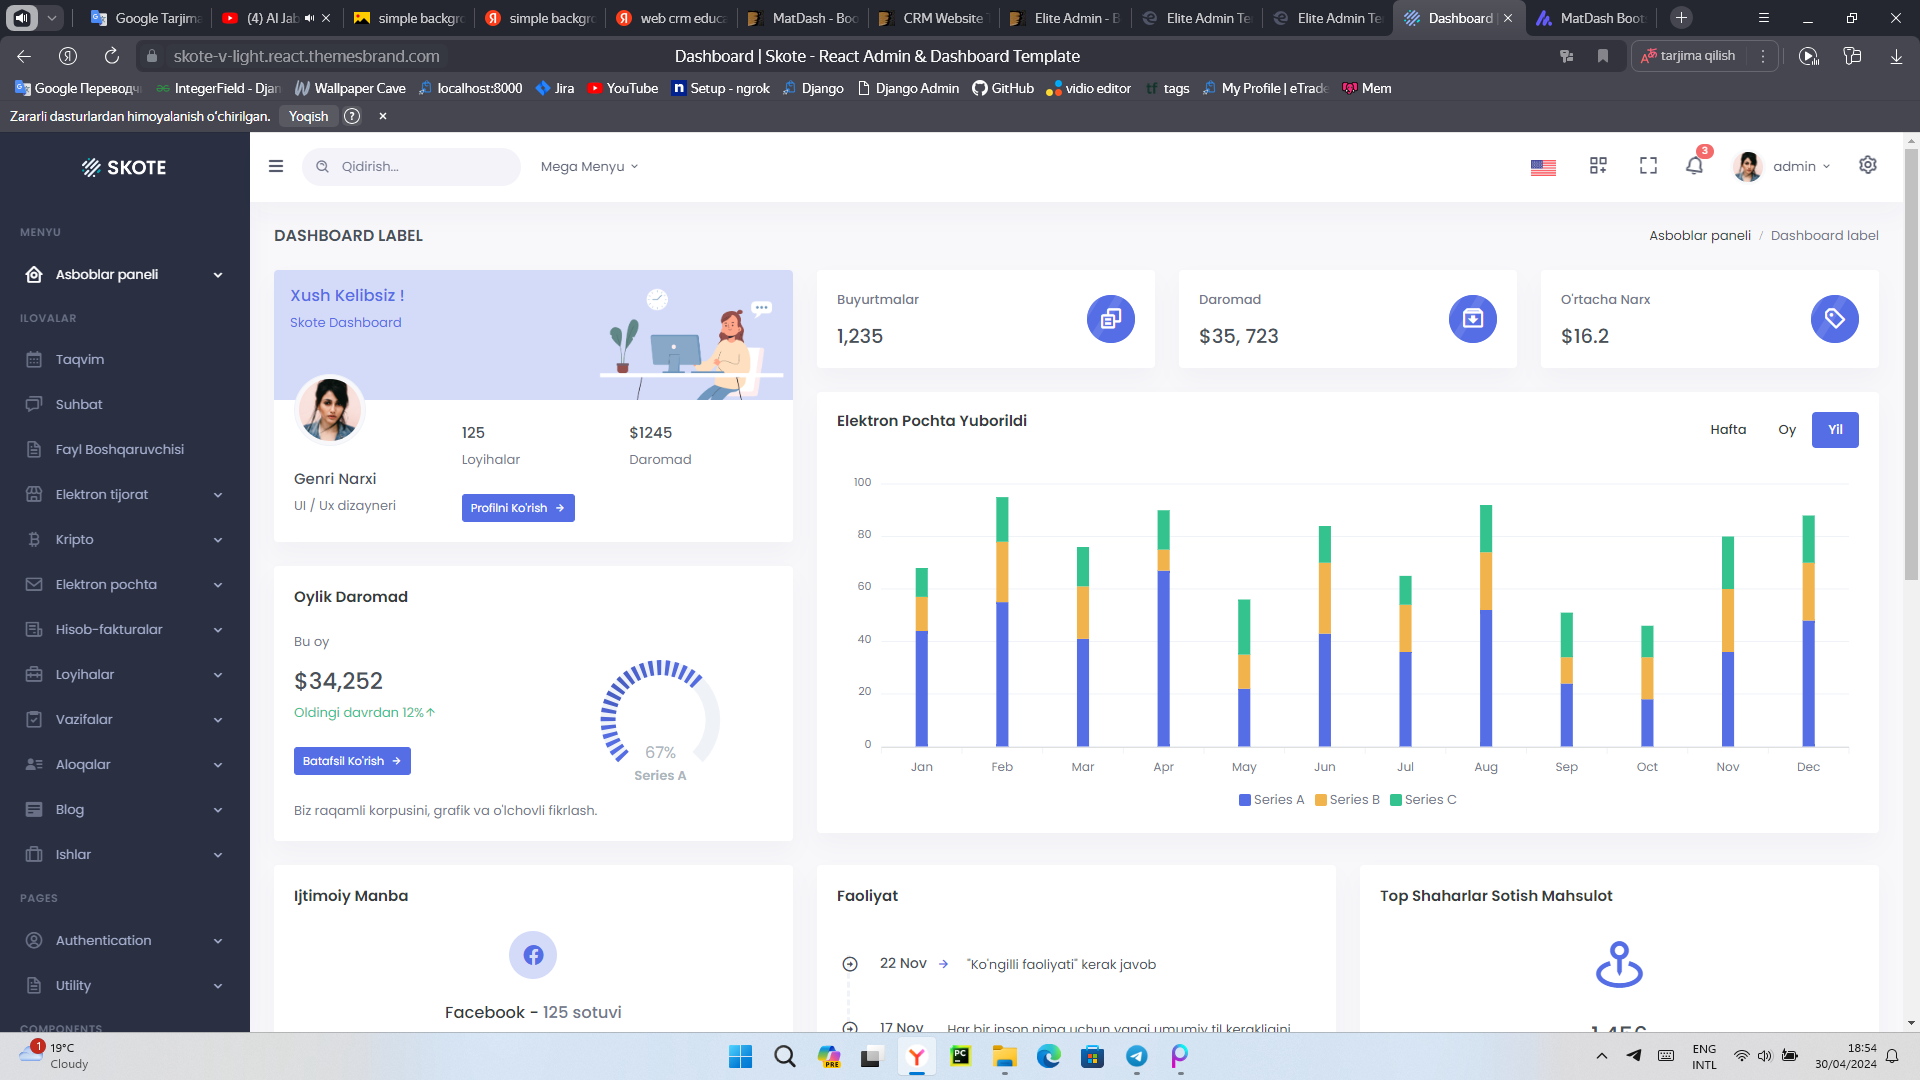 Google Tarjima
(4) AI Jab
simple backgro
simple backgro
web crm educa
MatDash - Boo
CRM Website T
Elite Admin - B
Elite Admin Te
Elite Admin Te
Dashboard
MatDash Boot
skote-v-light.react.themesbrand.com
Dashboard | Skote - React Admin & Dashboard Template
tarjima qilish
Google Переводч
IntegerField - Djan
Wallpaper Cave
localhost:8000
Jira
YouTube
Setup - ngrok
Django
Django Admin
GitHub
vidio editor
tags
My Profile | eTrade
Mem
Zararli dasturlardan himoyalanish o'chirilgan.
Yoqish
SKOTE
Qidirish...
Mega Menyu
3
admin
MENYU
Asboblar paneli
ILOVALAR
Taqvim
Suhbat
Fayl Boshqaruvchisi
Elektron tijorat
Kripto
Elektron pochta
Hisob-fakturalar
Loyihalar
Vazifalar
Aloqalar
Blog
Ishlar
PAGES
Authentication
Utility
COMPONENTS
DASHBOARD LABEL
Asboblar paneli / Dashboard label
Xush Kelibsiz !
Skote Dashboard
125
Loyihalar
$1245
Daromad
Genri Narxi
UI / Ux dizayneri
Profilni Ko'rish
Buyurtmalar
1,235
Daromad
$35, 723
O'rtacha Narx
$16.2
Oylik Daromad
Bu oy
$34,252
Oldingi davrdan 12%
Batafsil Ko'rish
67%
Series A
Biz raqamli korpusini, grafik va o'lchovli fikrlash.
Elektron Pochta Yuborildi
Hafta
Oy
Yil
100
80
60
40
20
0
Jan Feb Mar Apr May Jun Jul Aug Sep Oct Nov Dec
Series A Series B Series C
Ijtimoiy Manba
Facebook - 125 sotuvi
Faoliyat
22 Nov
"Ko'ngilli faoliyati" kerak javob
17 Nov
Har bir inson nima uchun yangi umumiy til kerakligini
Top Shaharlar Sotish Mahsulot
1,456
1
19°C
Cloudy
PRE
PC
ENG
INTL
18:54
30/04/2024